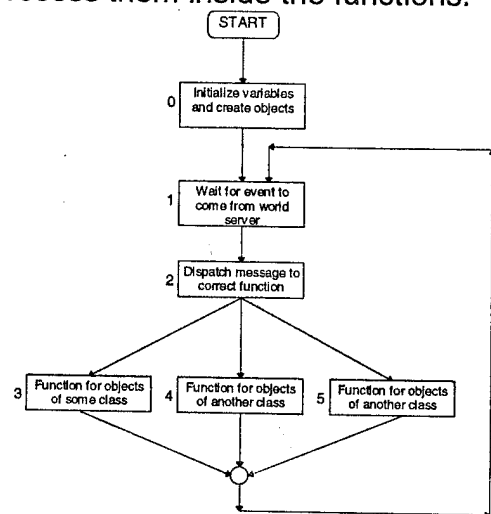 them inside the functions.
START
0
Initialize variables
and create objects
1
Wait for event to
come from world
server
2
Dispatch message to
correct function
3
Function for objects
of some class
4
Function for objects
of another class
5
Function for objects
of another class